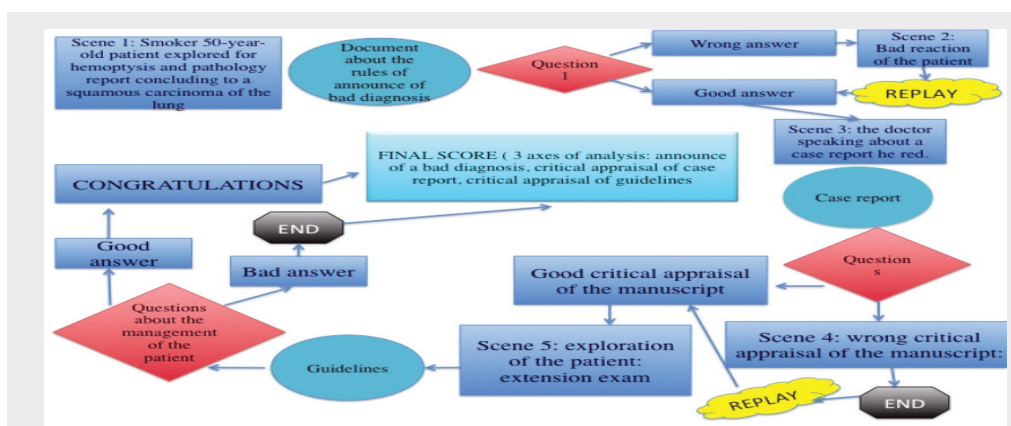 Scene 1: Smoker 50-year-
old patient explored for
hemoptysis and pathology
report concluding to a
squamous carcinoma of the
lung
Document
about the
rules of
announce of
bad diagnosis
Question
1
Wrong answer
Scene 2:
Bad reaction
of the patient
Good answer
REPLAY
Scene 3: the doctor
speaking about a
case report he red.
FINAL SCORE ( 3 axes of analysis: announce
of a bad diagnosis, critical appraisal of case
report, critical appraisal of guidelines
CONGRATULATIONS
Case report
END
Good
answer
Bad answer
Question
s
Good critical appraisal
of the manuscript
Questions
about the
management
of the
patient
Guidelines
Scene 5: exploration
of the patient:
extension exam
Scene 4: wrong critical
appraisal of the manuscript:
REPLAY
END